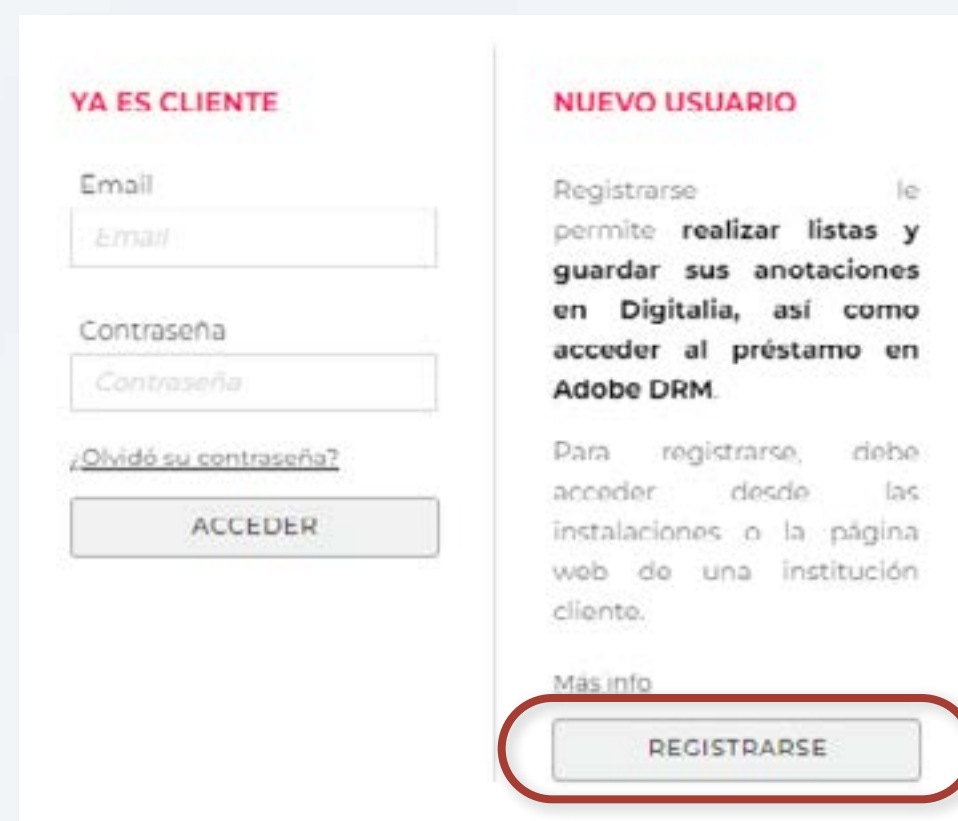 YA ES CLIENTE
Email
Email
Contraseña
Contraseña
¿Olvidó su contraseña?
ACCEDER
NUEVO USUARIO
Registrarse le
permite realizar listas y
guardar sus anotaciones
en Digitalia, así como
acceder al préstamo en
Adobe DRM.
Para registrarse, debe
acceder desde las
instalaciones o la página
web de una institución
cliente.
Más info
REGISTRARSE